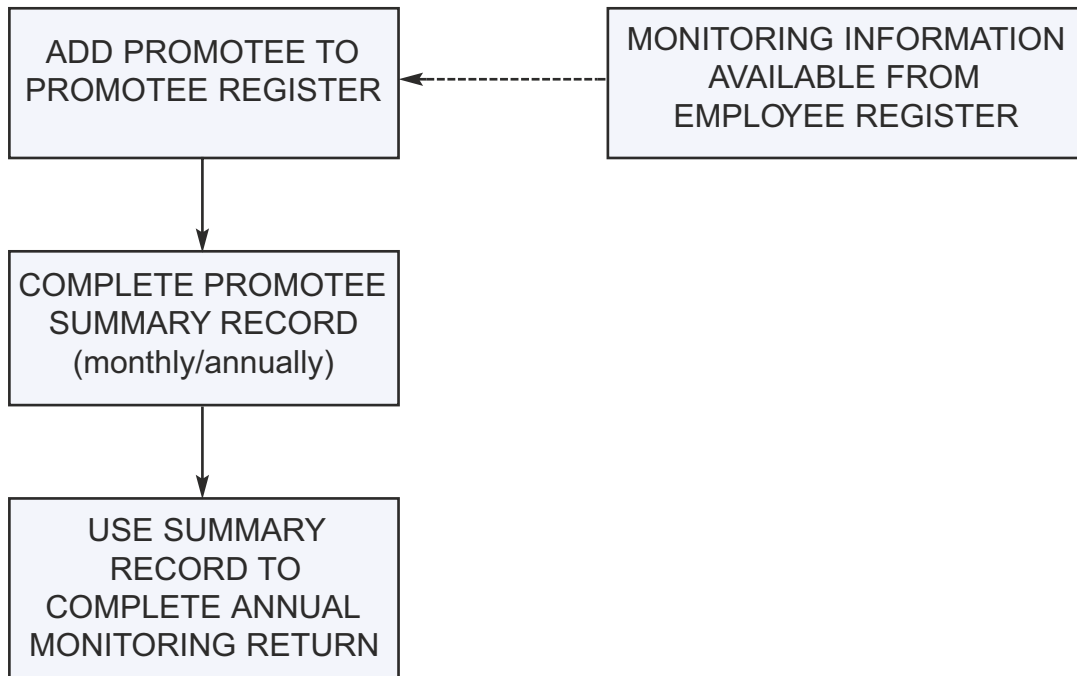 ADD PROMOTEE TO
PROMOTEE REGISTER
MONITORING INFORMATION
AVAILABLE FROM
EMPLOYEE REGISTER
COMPLETE PROMOTEE
SUMMARY RECORD
(monthly/annually)
USE SUMMARY
RECORD TO
COMPLETE ANNUAL
MONITORING RETURN